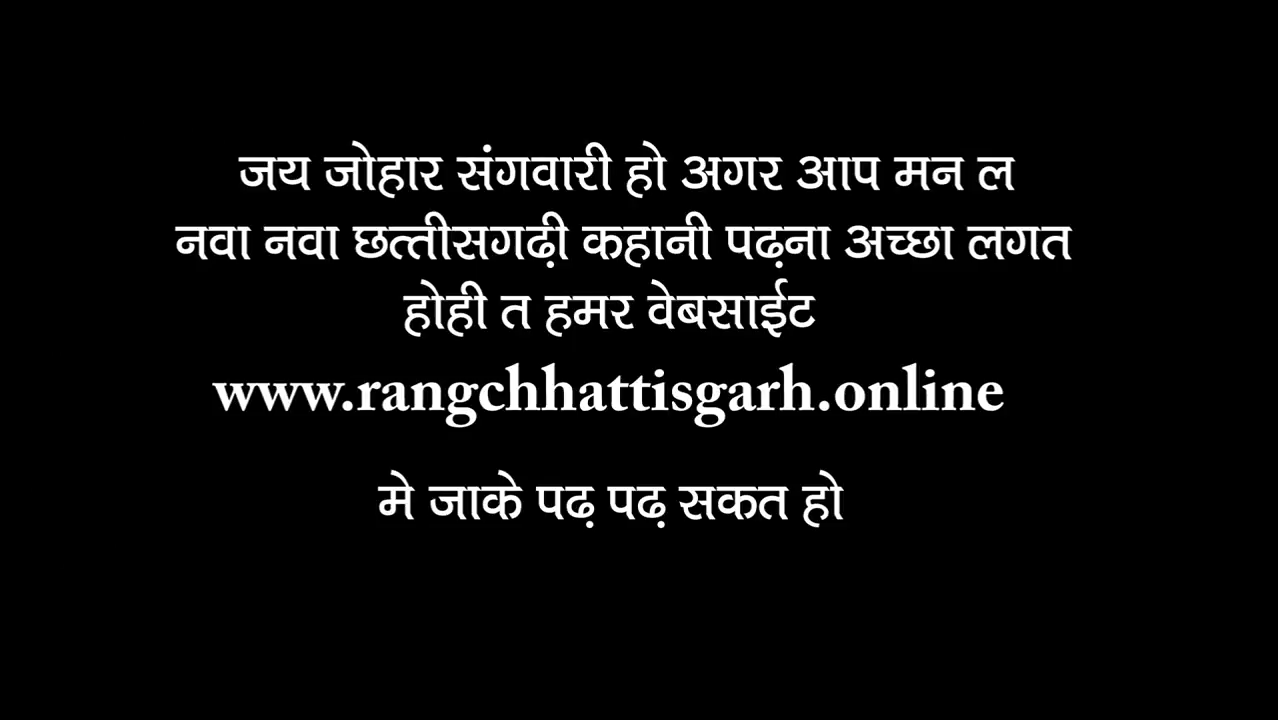 जय जोहार संगवारी हो अगर आप मन ल
नवा नवा छत्तीसगढ़ी कहानी पढ़ना अच्छा लगत
होही त हमर वेबसाईट
www.rangchhattisgarh.online
मे जाके पढ़ पढ़ सकत हो